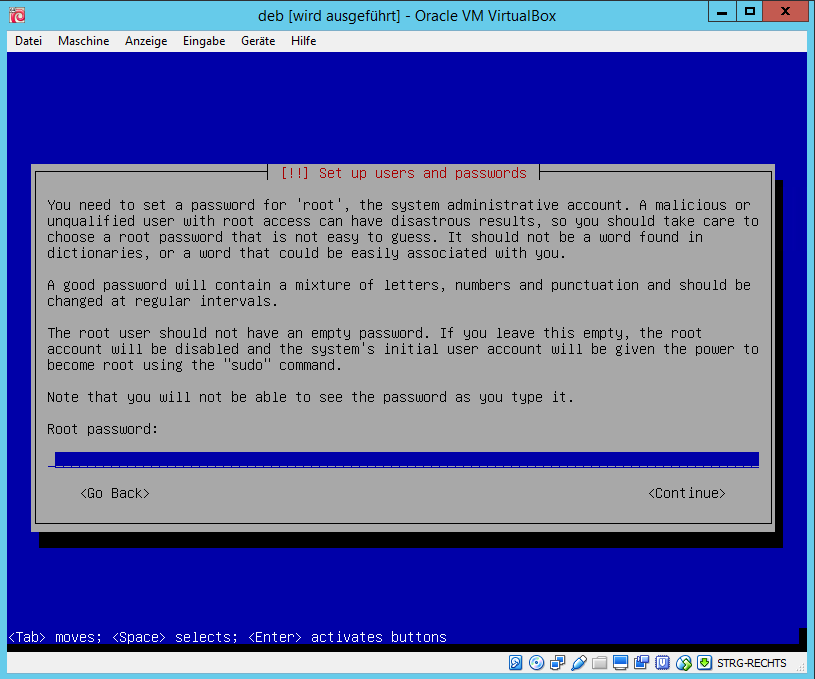 deb [wird ausgeführt] - Oracle VM VirtualBox
Datei Maschine Anzeige Eingabe Geräte Hilfe
[!!] Set up users and passwords
You need to set a password for 'root', the system administrative account. A malicious or
unqualified user with root access can have disastrous results, so you should take care to
choose a root password that is not easy to guess. It should not be a word found in
dictionaries, or a word that could be easily associated with you.
A good password will contain a mixture of letters, numbers and punctuation and should be
changed at regular intervals.
The root user should not have an empty password. If you leave this empty, the root
account will be disabled and the system's initial user account will be given the power to
become root using the "sudo" command.
Note that you will not be able to see the password as you type it.
Root password:
<Go Back> <Continue>
<Tab> moves; <Space> selects; <Enter> activates buttons
STRG-RECHTS